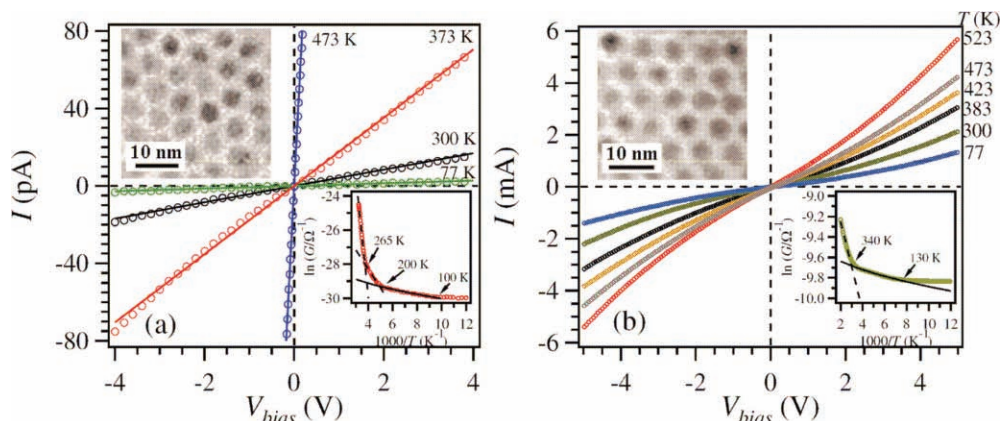 80
40
0
-40
-80
I (pA)
-4
-2
0
2
4
V_bias (V)
473 K
373 K
300 K
77 K
10 nm
(a)
ln (G/Ω⁻¹)
-24
-25
-26
-27
-28
-29
-30
265 K
200 K
100 K
4
6
8
10
12
1000/T (K⁻¹)
6
4
2
0
-2
-4
-6
I (mA)
-4
-2
0
2
4
V_bias (V)
T (K)
523
473
423
383
300
77
10 nm
(b)
ln (G/Ω⁻¹)
-9.0
-9.2
-9.4
-9.6
-9.8
-10.0
340 K
130 K
2
4
6
8
10
12
1000/T (K⁻¹)